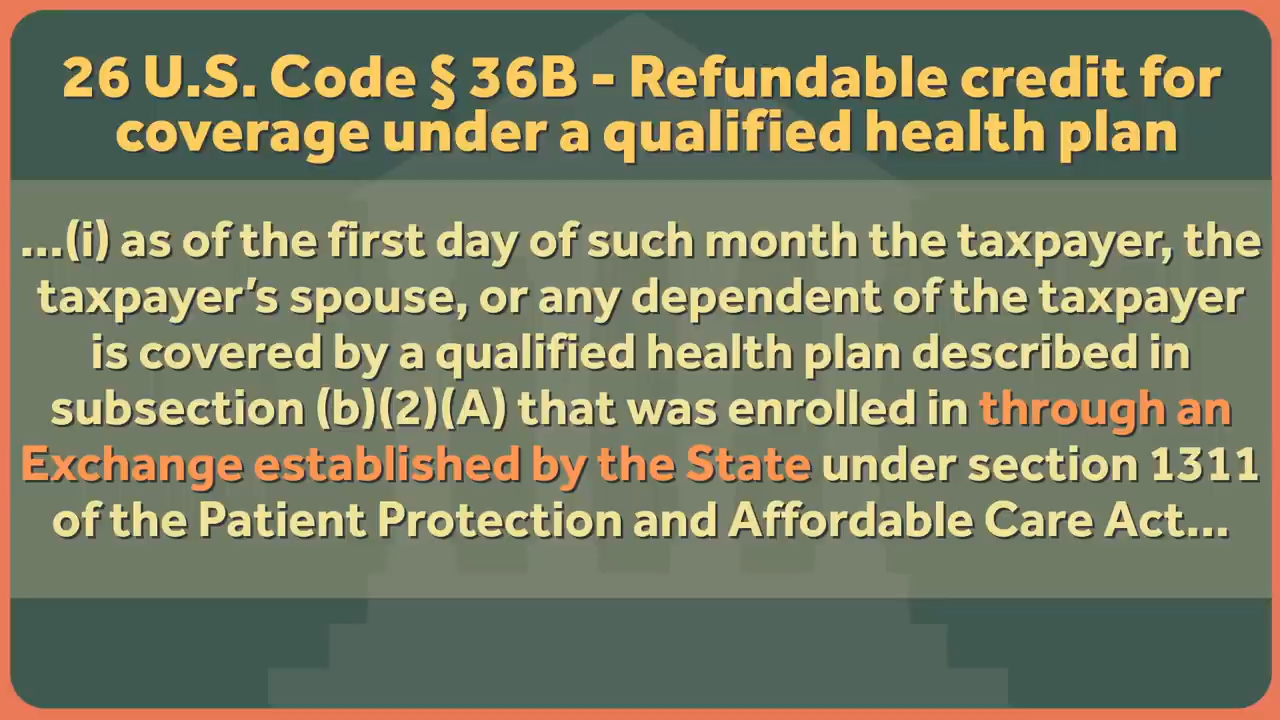 26 U.S. Code § 36B - Refundable credit for
coverage under a qualified health plan
...(i) as of the first day of such month the taxpayer, the
taxpayer's spouse, or any dependent of the taxpayer
is covered by a qualified health plan described in
subsection (b)(2)(A) that was enrolled in through an
Exchange established by the State under section 1311
of the Patient Protection and Affordable Care Act...